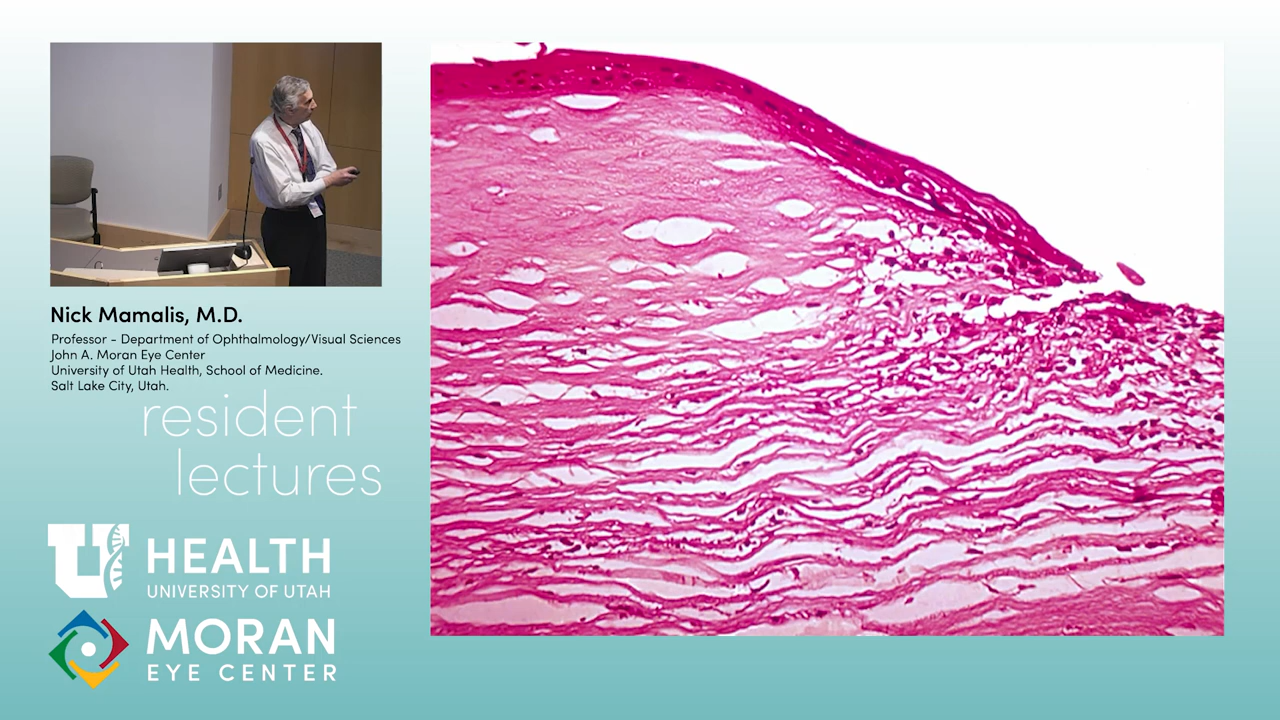 Nick Mamalis, M.D.
Professor - Department of Ophthalmology/Visual Sciences
John A. Moran Eye Center
University of Utah Health, School of Medicine.
Salt Lake City, Utah.
resident
lectures
U HEALTH
UNIVERSITY OF UTAH
MORAN
EYE CENTER